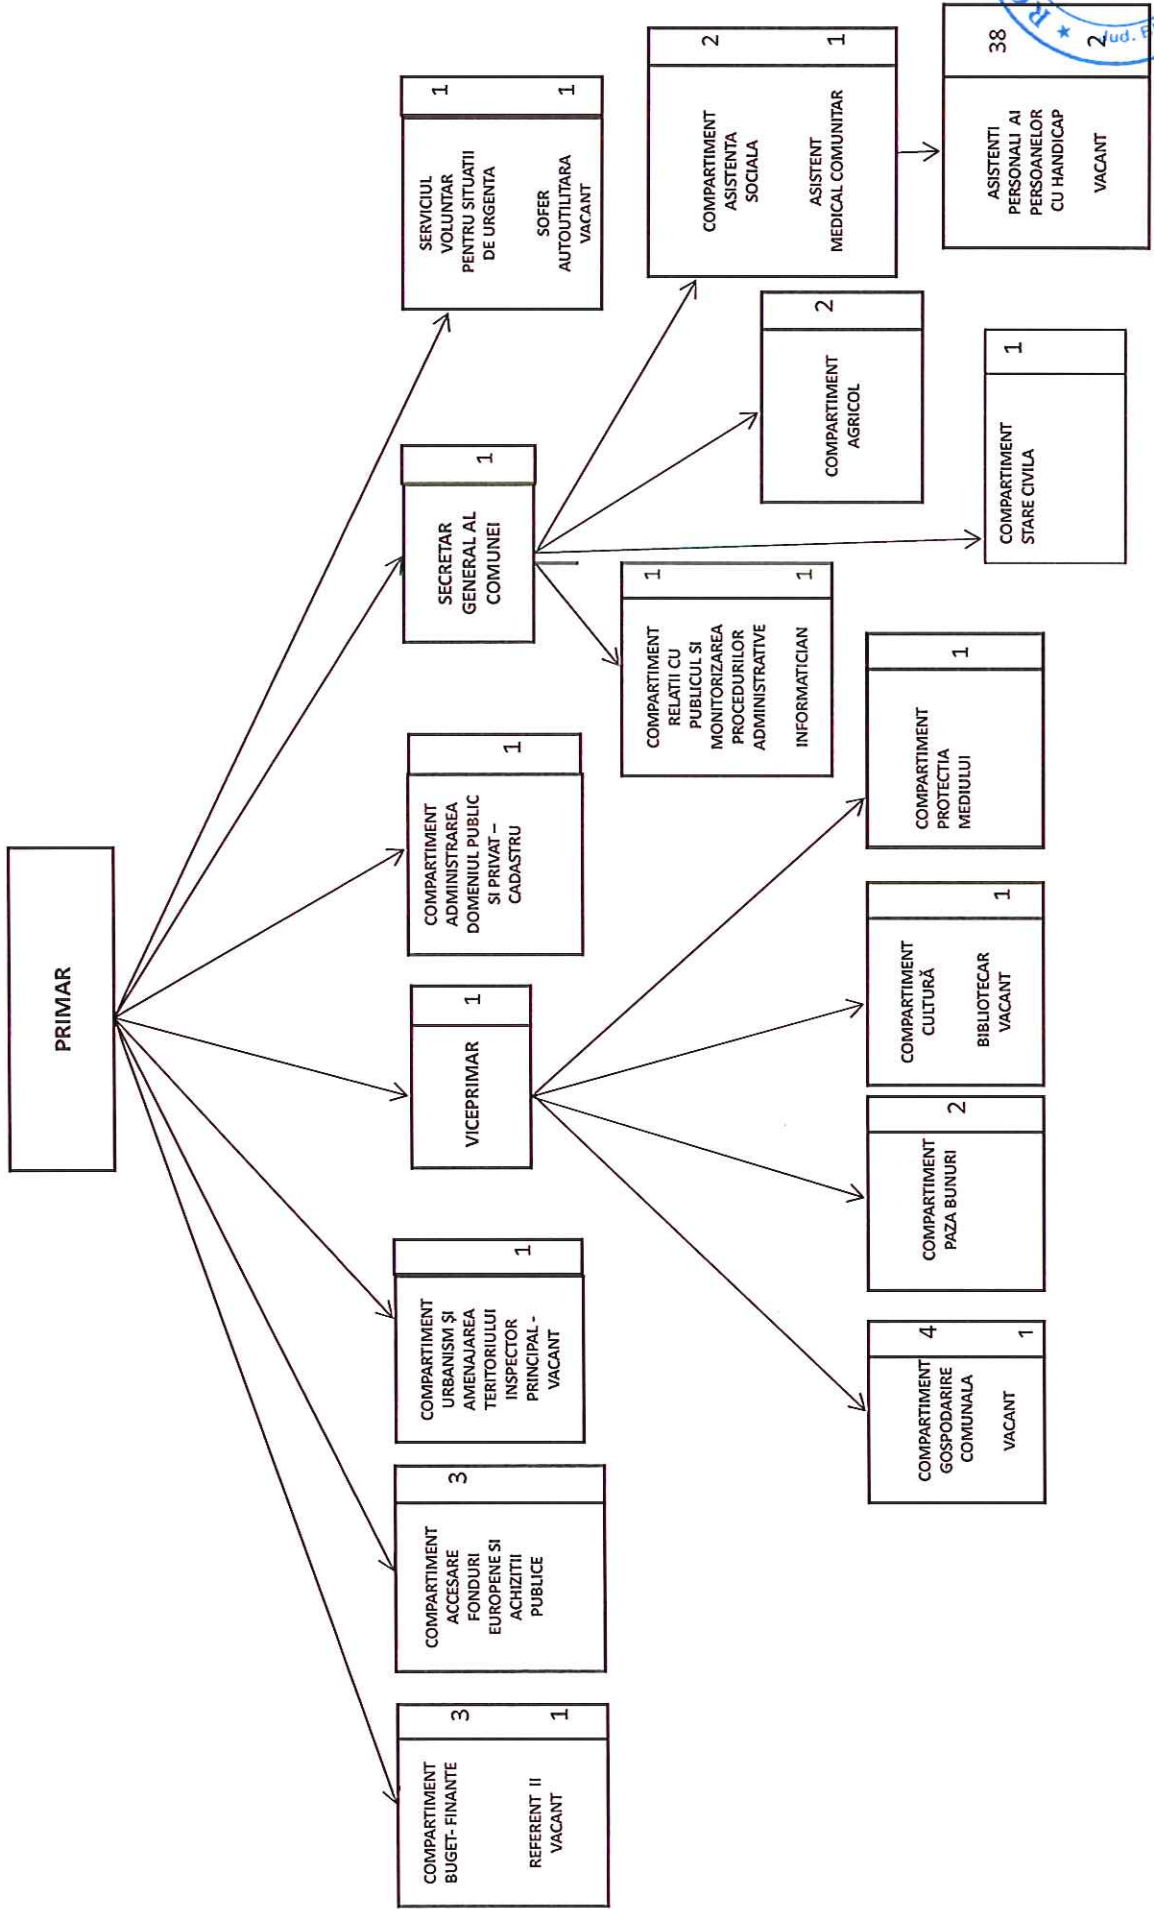 PRIMAR
COMPARTIMENT
BUGET- FINANTE
3
REFERENT II
VACANT
1
COMPARTIMENT
ACCESARE
FONDURI
EUROPENE SI
ACHIZITII
PUBLICE
3
COMPARTIMENT
URBANISM ȘI
AMENAJAREA
TERITORIULUI
INSPECTOR
PRINCIPAL -
VACANT
1
VICEPRIMAR
1
COMPARTIMENT
ADMINISTRAREA
DOMENIUL PUBLIC
SI PRIVAT –
CADASTRU
1
SECRETAR
GENERAL AL
COMUNEI
1
SERVICIUL
VOLUNTAR
PENTRU SITUATII
DE URGENTA
1
SOFER
AUTOUTILITARA
VACANT
1
COMPARTIMENT
RELATII CU
PUBLICUL SI
MONITORIZAREA
PROCEDURILOR
ADMINISTRATIVE
1
INFORMATICIAN
1
COMPARTIMENT
ASISTENTA
SOCIALA
2
ASISTENT
MEDICAL COMUNITAR
1
COMPARTIMENT
AGRICOL
2
COMPARTIMENT
GOSPODARIRE
COMUNALA
4
VACANT
1
COMPARTIMENT
PAZA BUNURI
2
COMPARTIMENT
CULTURĂ
BIBLIOTECAR
VACANT
1
COMPARTIMENT
PROTECTIA
MEDIULUI
1
COMPARTIMENT
STARE CIVILA
1
ASISTENTI
PERSONALI AI
PERSOANELOR
CU HANDICAP
38
VACANT
2
Jud.